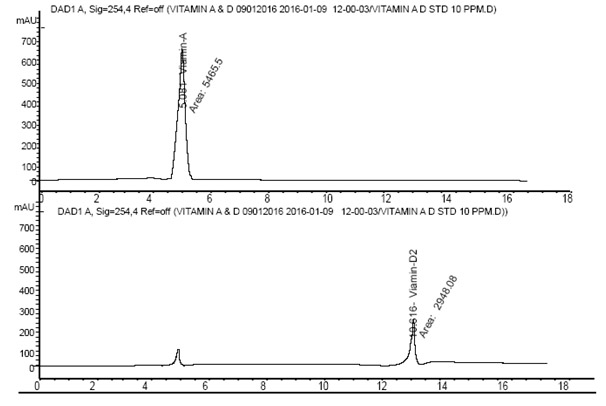 DAD1 A, Sig=254,4 Ref=off (VITAMIN A & D 09012016 2016-01-09 12-00-03/VITAMIN A D STD 10 PPM.D)
mAU
700
600
500
400
300
200
100
0
Vitamin-A
Area: 5465.5
2 4 6 8 10 12 14 16 18
mAU
DAD1 A, Sig=254,4 Ref=off (VITAMIN A & D 09012016 2016-01-09 12-00-03/VITAMIN A D STD 10 PPM.D))
700
600
500
400
300
200
100
0
Viamin-D2
Area: 2948.08
0 2 4 6 8 10 12 14 16 18